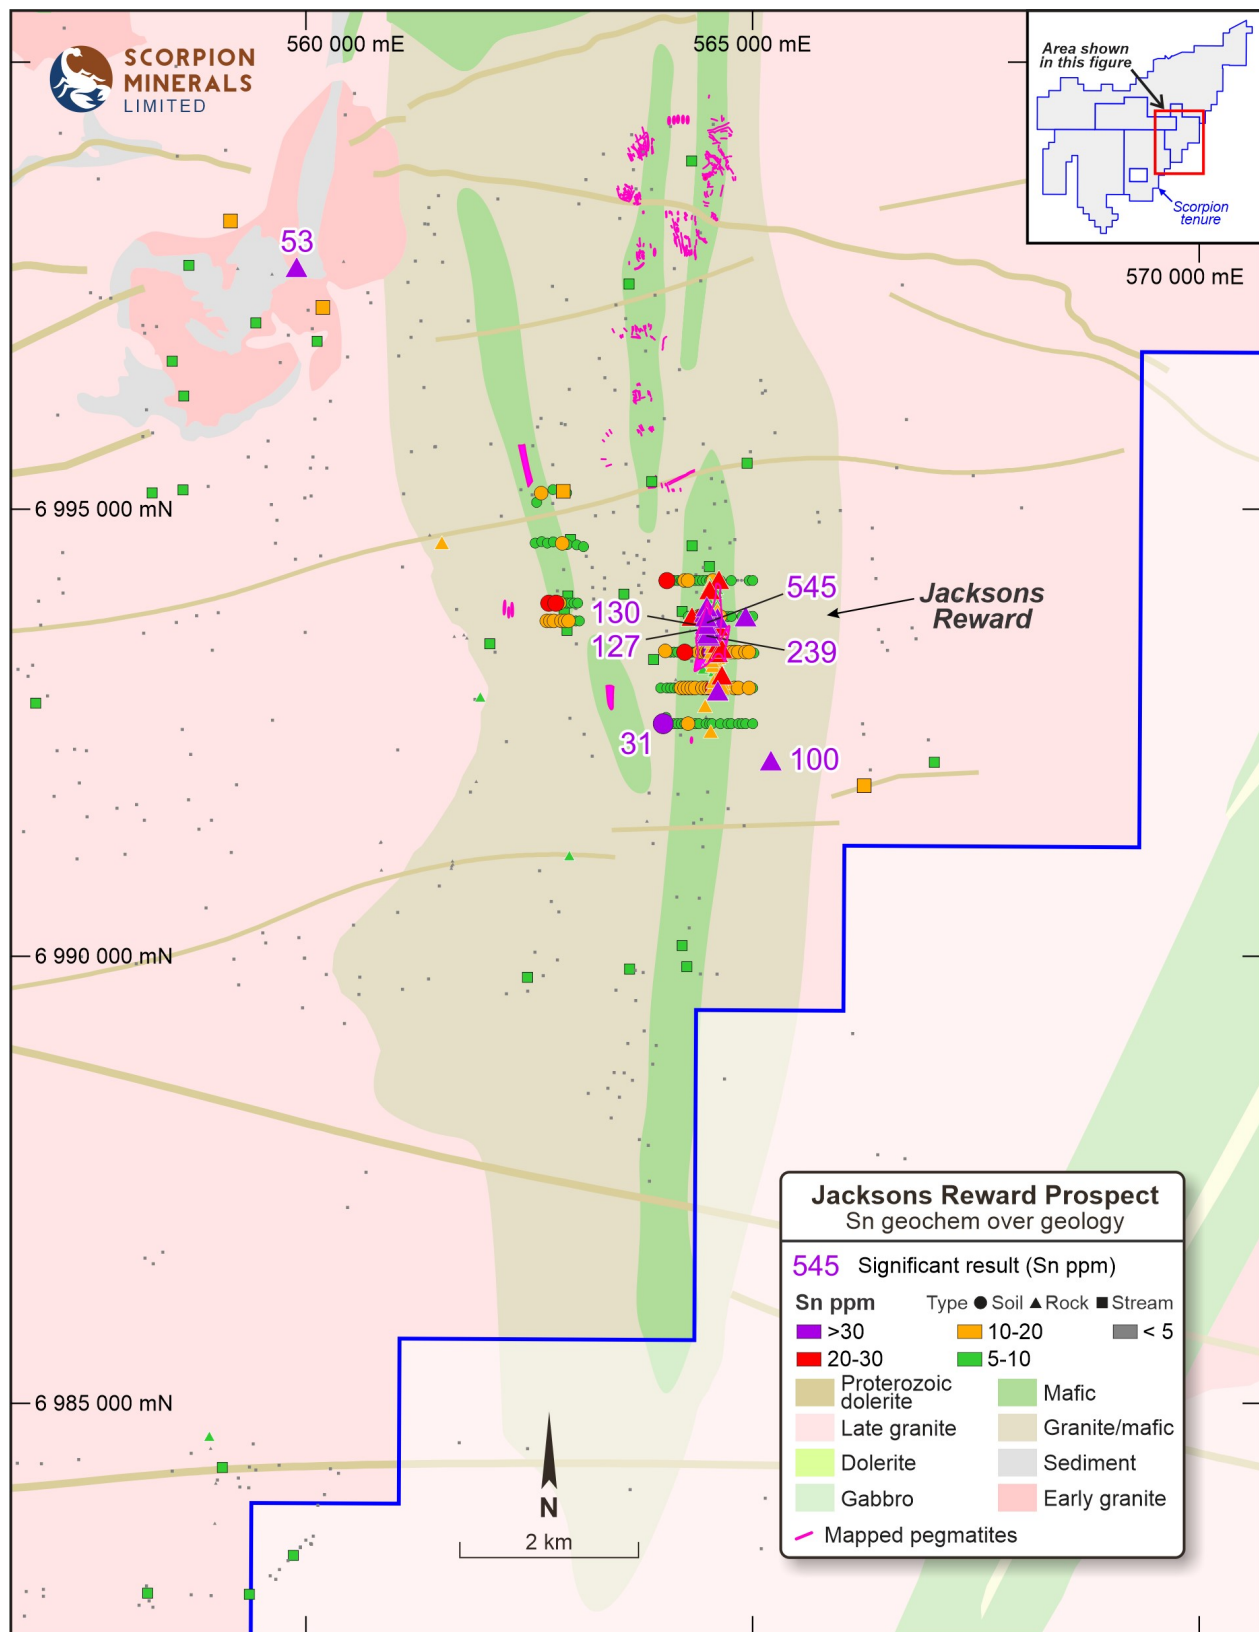 SCORPION
MINERALS
LIMITED
560 000 mE
565 000 mE
Area shown
in this figure
Scorpion
tenure
570 000 mE
53
6 995 000 mN
545
130
Jacksons
Reward
127
239
31
100
6 990 000 mN
6 985 000 mN
N
2 km
Jacksons Reward Prospect
Sn geochem over geology
545 Significant result (Sn ppm)
Sn ppm Type Soil Rock Stream
>30 10-20 < 5
20-30 5-10
Proterozoic
dolerite
Mafic
Late granite Granite/mafic
Dolerite Sediment
Gabbro Early granite
Mapped pegmatites